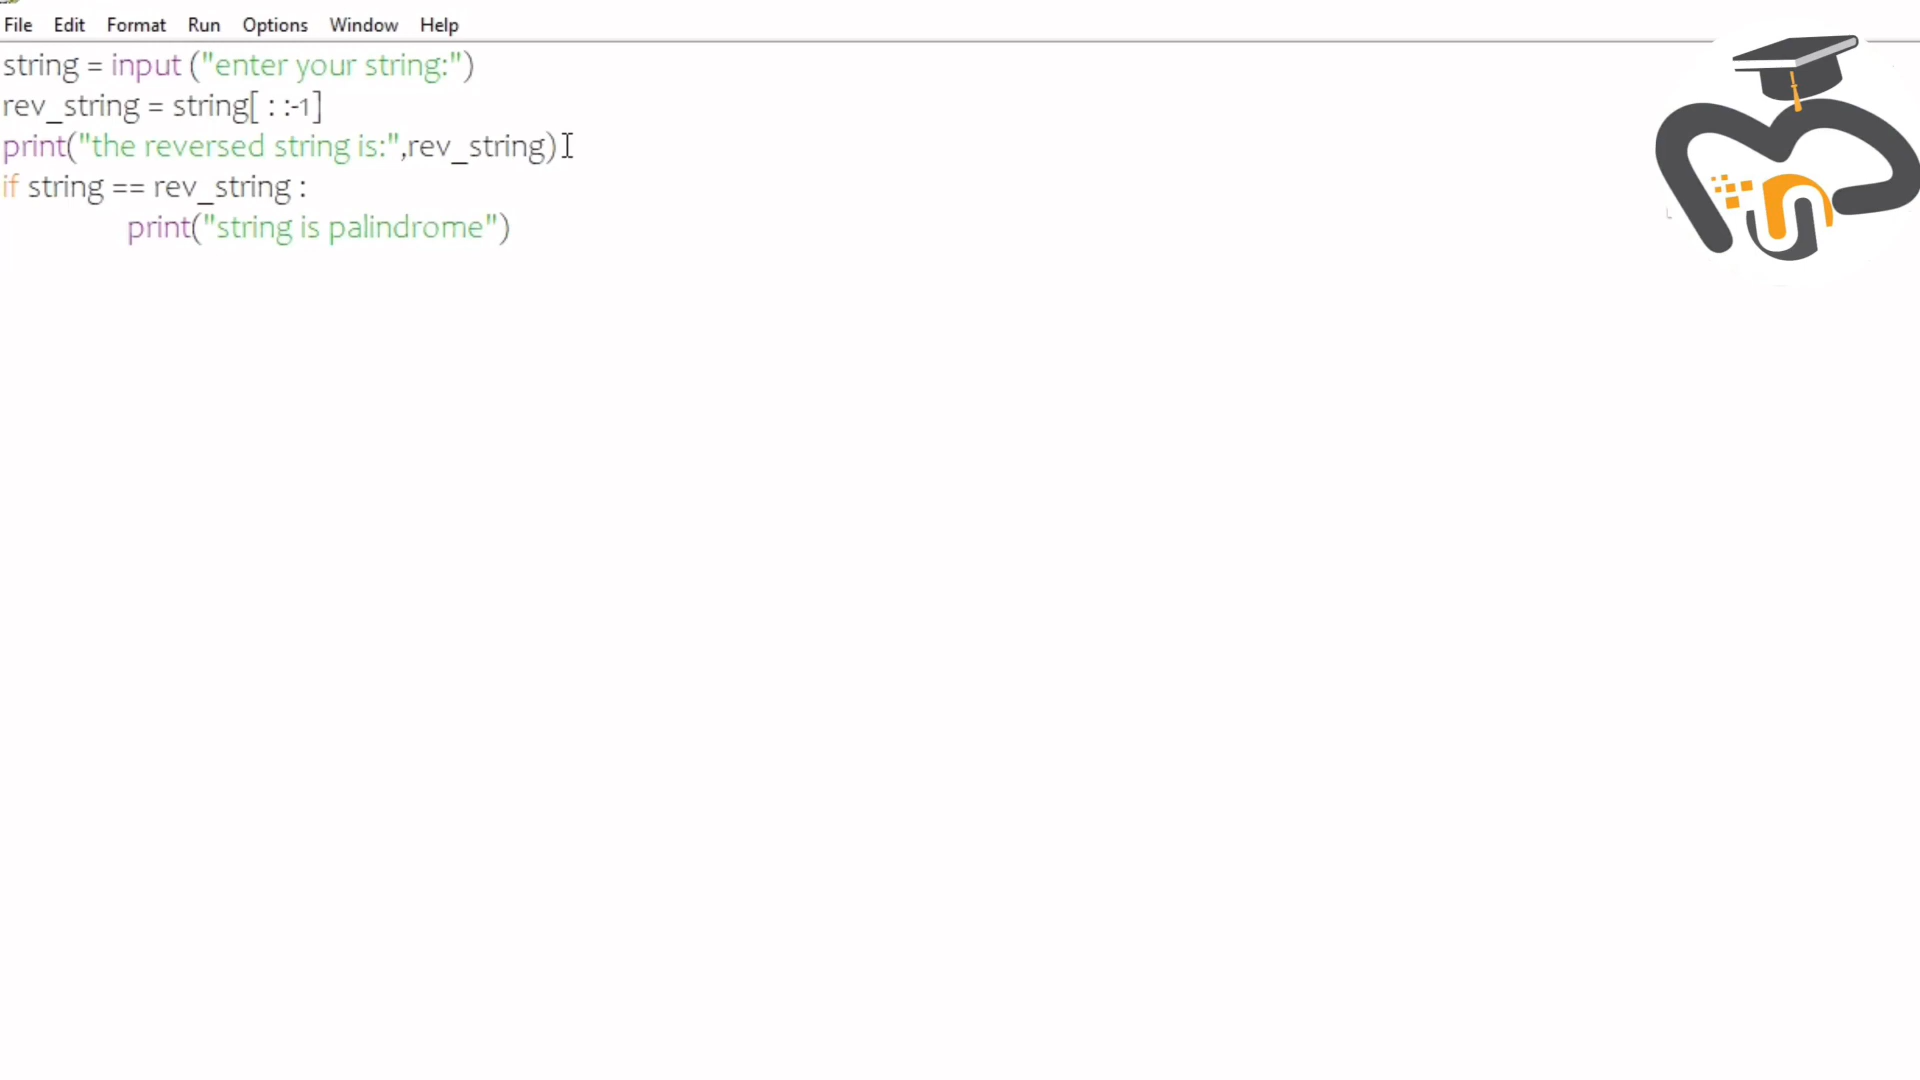 File Edit Format Run Options Window Help
string = input ("enter your string:")
rev_string = string[ : :-1]
print("the reversed string is:",rev_string)
if string == rev_string :
print("string is palindrome")